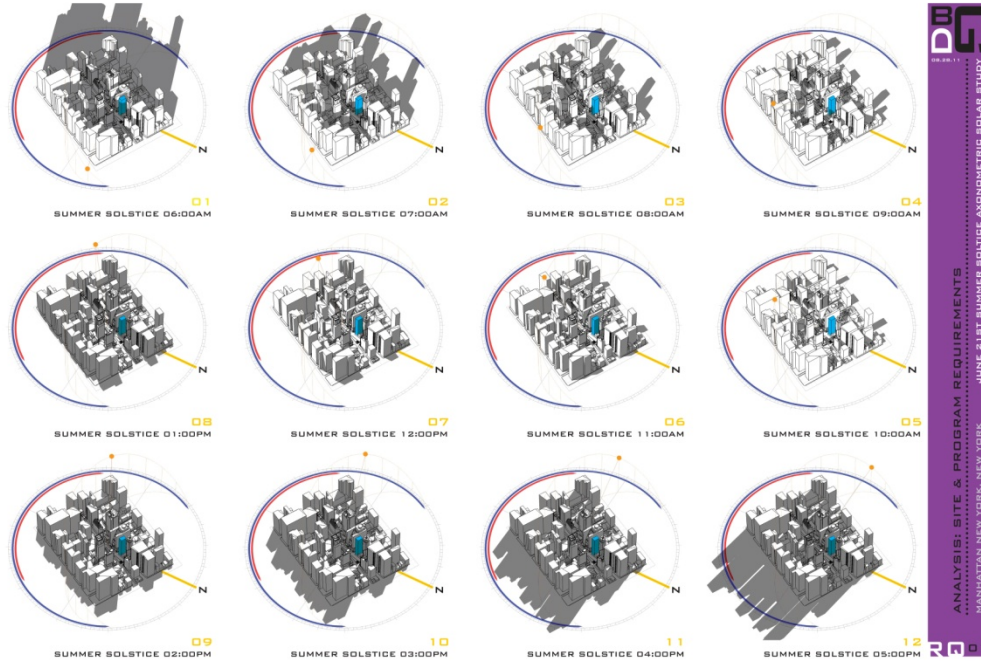 N
01
SUMMER SOLSTICE 06:00AM
N
02
SUMMER SOLSTICE 07:00AM
N
03
SUMMER SOLSTICE 08:00AM
N
04
SUMMER SOLSTICE 09:00AM
N
08
SUMMER SOLSTICE 01:00PM
N
07
SUMMER SOLSTICE 12:00PM
N
06
SUMMER SOLSTICE 11:00AM
N
05
SUMMER SOLSTICE 10:00AM
N
09
SUMMER SOLSTICE 02:00PM
N
10
SUMMER SOLSTICE 03:00PM
N
11
SUMMER SOLSTICE 04:00PM
N
12
SUMMER SOLSTICE 05:00PM
ANALYSIS: SITE & PROGRAM REQUIREMENTS
MANHATTAN NEW YORK, NEW YORK JUNE 21ST SUMMER SOLTICE AXONOMETRIC SOLAR STUDY
RQ